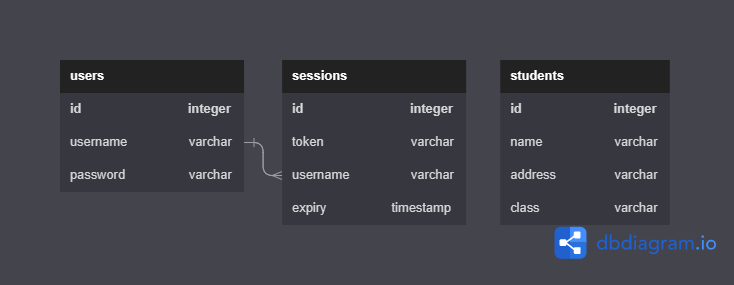 users
id integer
username varchar
password varchar
sessions
id integer
token varchar
username varchar
expiry timestamp
students
id integer
name varchar
address varchar
class varchar
dbdiagram.io